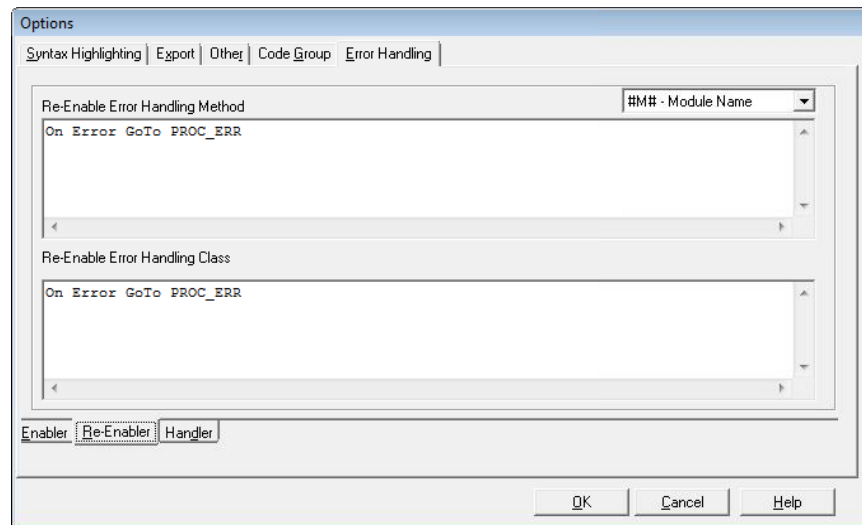 Options
Syntax Highlighting Export Other Code Group Error Handling
Re-Enable Error Handling Method #M# - Module Name
On Error GoTo PROC_ERR
Re-Enable Error Handling Class
On Error GoTo PROC_ERR
Enabler Re-Enabler Handler
OK Cancel Help